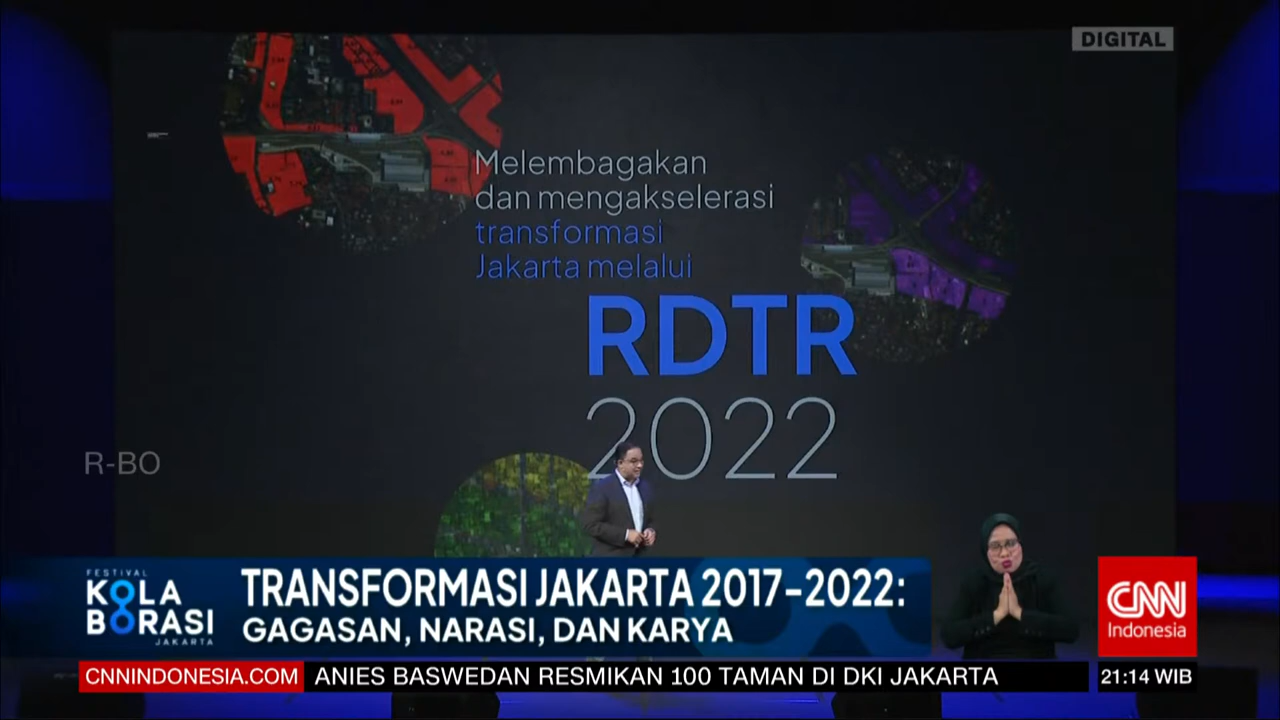 DIGITAL
Melembagakan
dan mengakselerasi
transformasi
Jakarta melalui
RDTR
2022
R-BO
FESTIVAL
KOLA
BORASI
JAKARTA
TRANSFORMASI JAKARTA 2017-2022:
GAGASAN, NARASI, DAN KARYA
CNN
Indonesia
CNNINDONESIA.COM ANIES BASWEDAN RESMIKAN 100 TAMAN DI DKI JAKARTA 21:14 WIB